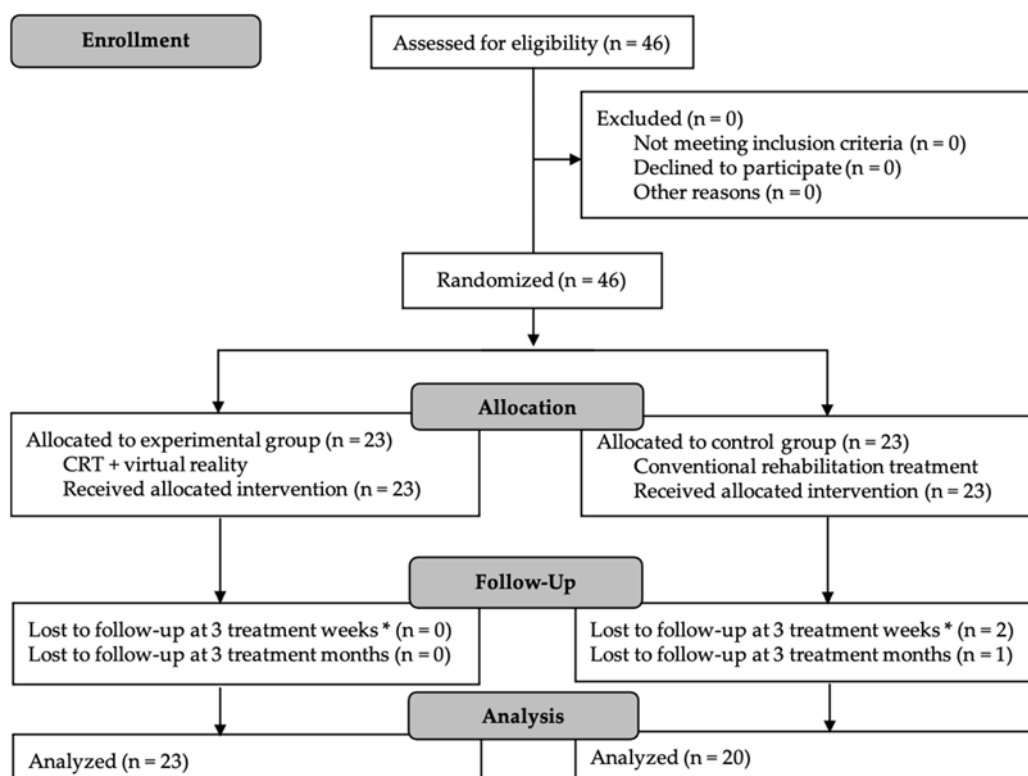 Enrollment
Assessed for eligibility (n = 46)
Excluded (n = 0)
Not meeting inclusion criteria (n = 0)
Declined to participate (n = 0)
Other reasons (n = 0)
Randomized (n = 46)
Allocation
Allocated to experimental group (n = 23)
CRT + virtual reality
Received allocated intervention (n = 23)
Allocated to control group (n = 23)
Conventional rehabilitation treatment
Received allocated intervention (n = 23)
Follow-Up
Lost to follow-up at 3 treatment weeks * (n = 0)
Lost to follow-up at 3 treatment months (n = 0)
Lost to follow-up at 3 treatment weeks * (n = 2)
Lost to follow-up at 3 treatment months (n = 1)
Analysis
Analyzed (n = 23)
Analyzed (n = 20)